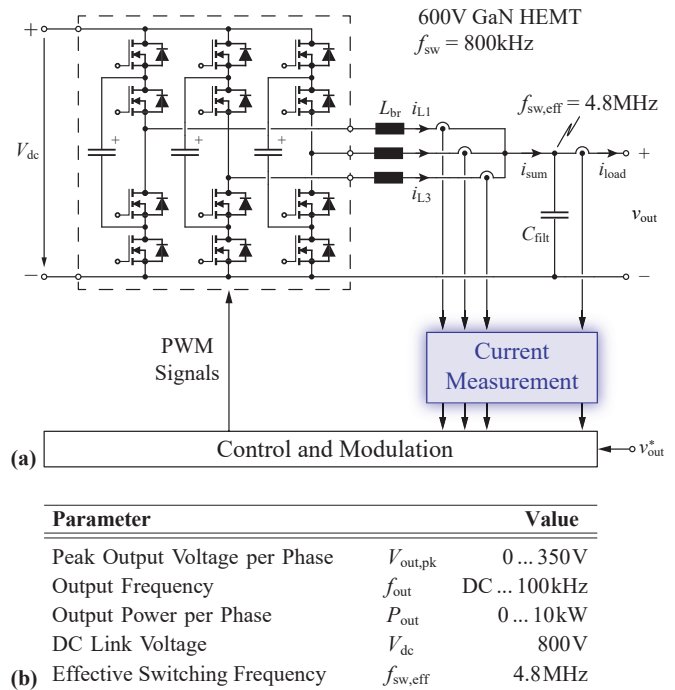 600V GaN HEMT
f_sw = 800kHz
+
+ + +
L_br i_L1
f_sw,eff = 4.8MHz
V_dc
i_sum i_load
+
i_L3
v_out
C_filt
− −
PWM
Signals
Current
Measurement
(a) Control and Modulation v*_out
Parameter Value
Peak Output Voltage per Phase V_out,pk 0 ... 350V
Output Frequency f_out DC ... 100kHz
Output Power per Phase P_out 0 ... 10kW
DC Link Voltage V_dc 800V
(b) Effective Switching Frequency f_sw,eff 4.8MHz